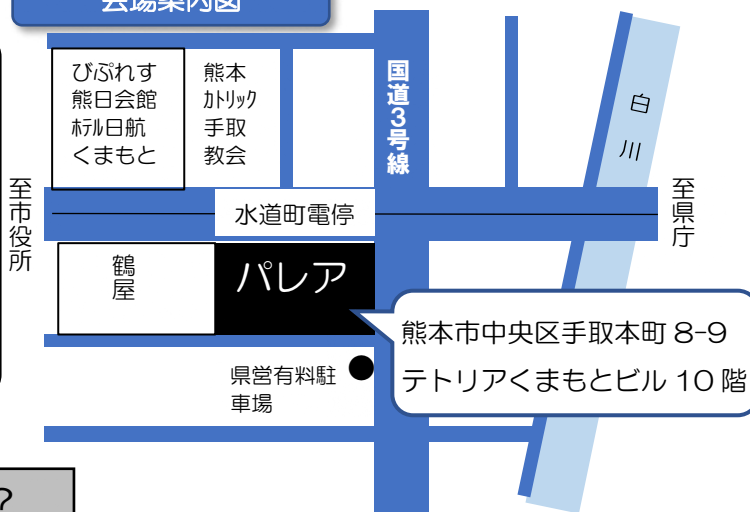 会場案内図
びぷれす
熊日会館
ﾎﾃﾙ日航
くまもと
熊本
ｶﾄﾘｯｸ
手取
教会
国道3号線
白川
至市役所
水道町電停
至県庁
鶴屋
パレア
熊本市中央区手取本町 8-9
テトリアくまもとビル 10 階
県営有料駐
車場
?